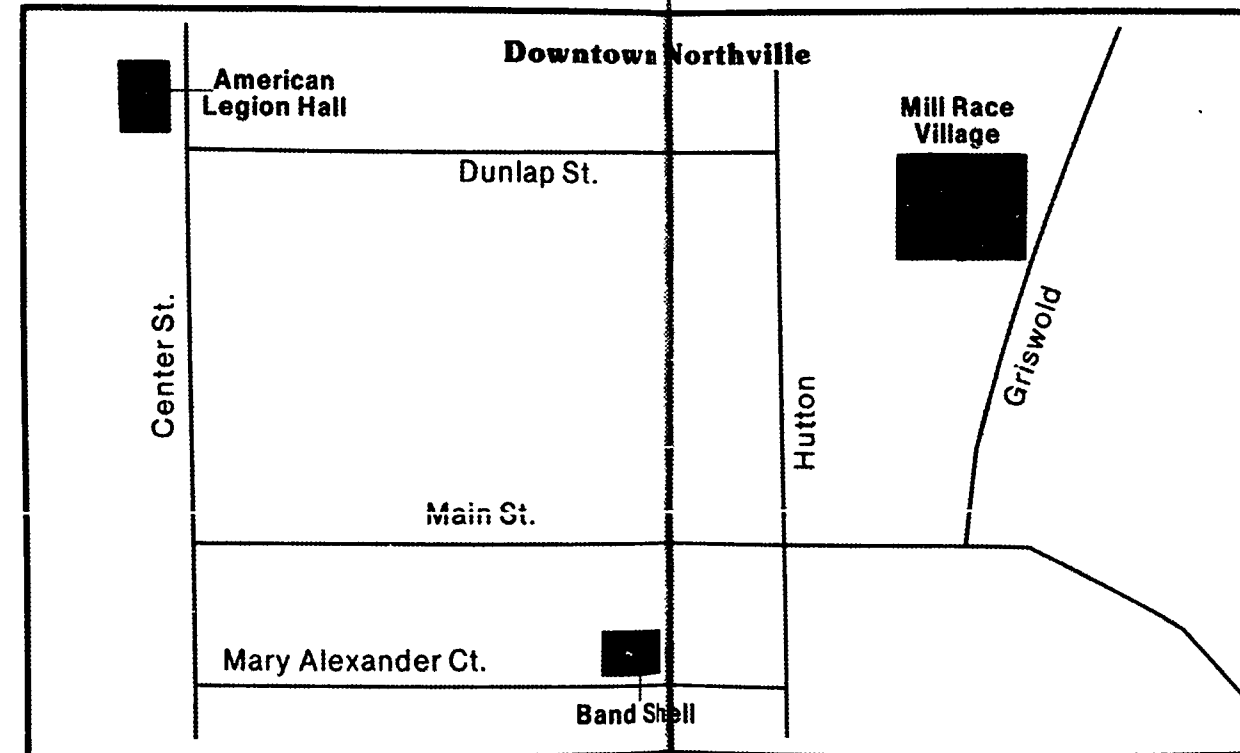 Downtown Northville
American
Legion Hall
Mill Race
Village
Dunlap St.
Center St.
Griswold
Hutton
Main St.
Mary Alexander Ct.
Band Shell